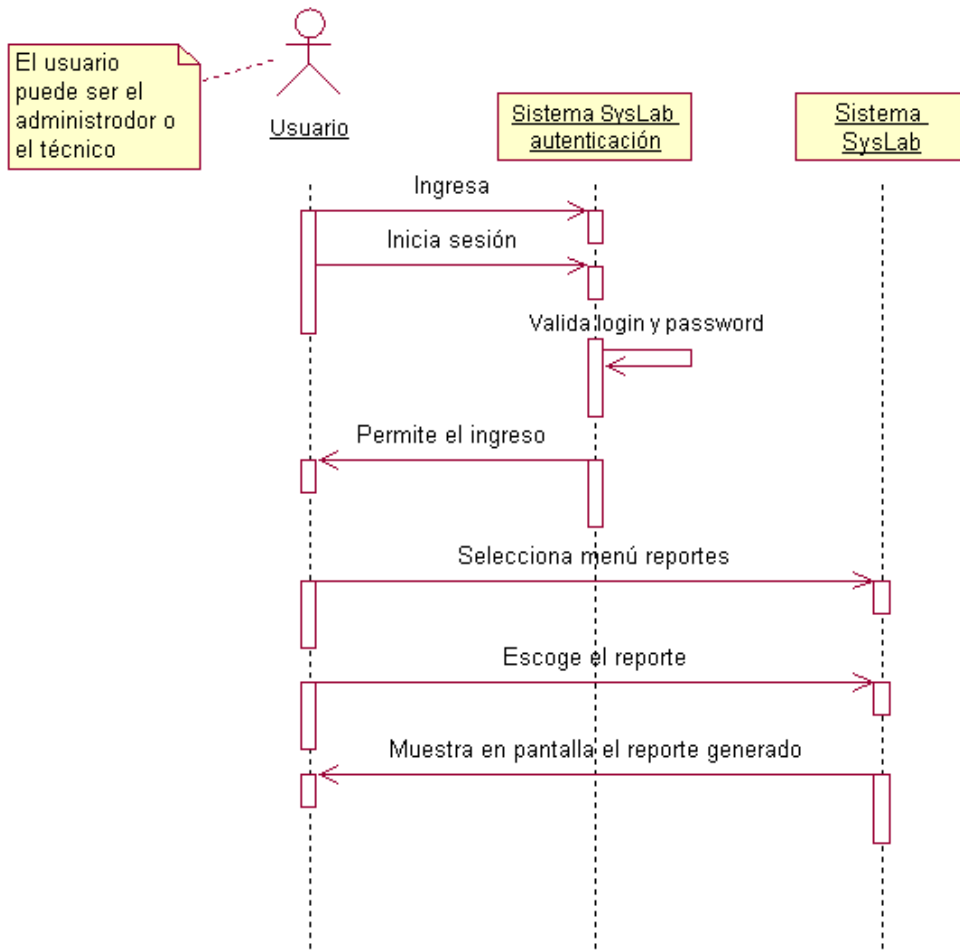 El usuario
puede ser el
administrodor o
el técnico
Usuario
Sistema SysLab
autenticación
Sistema
SysLab
Ingresa
Inicia sesión
Valida login y password
Permite el ingreso
Selecciona menú reportes
Escoge el reporte
Muestra en pantalla el reporte generado